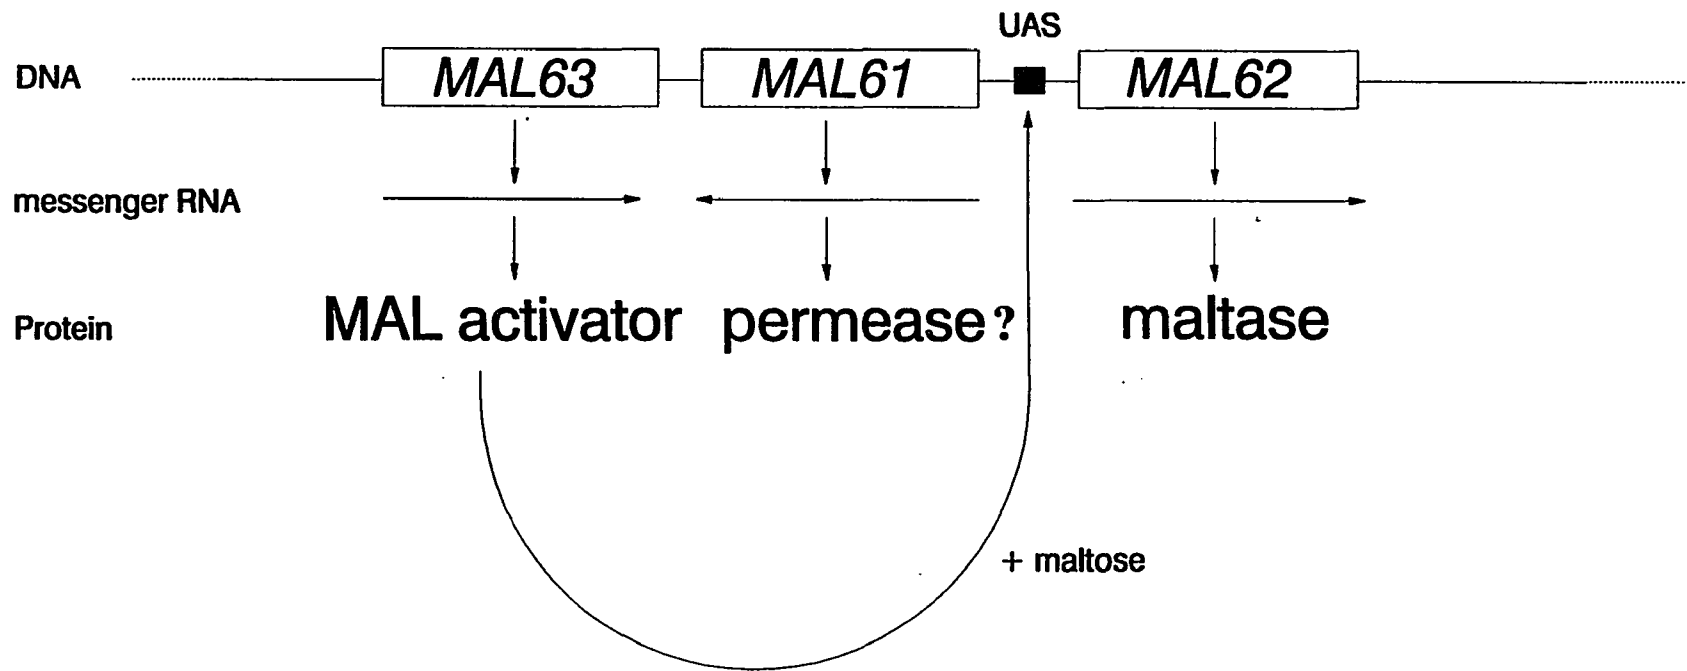 UAS
DNA MAL63 MAL61 MAL62
messenger RNA
Protein MAL activator permease? maltase
+ maltose